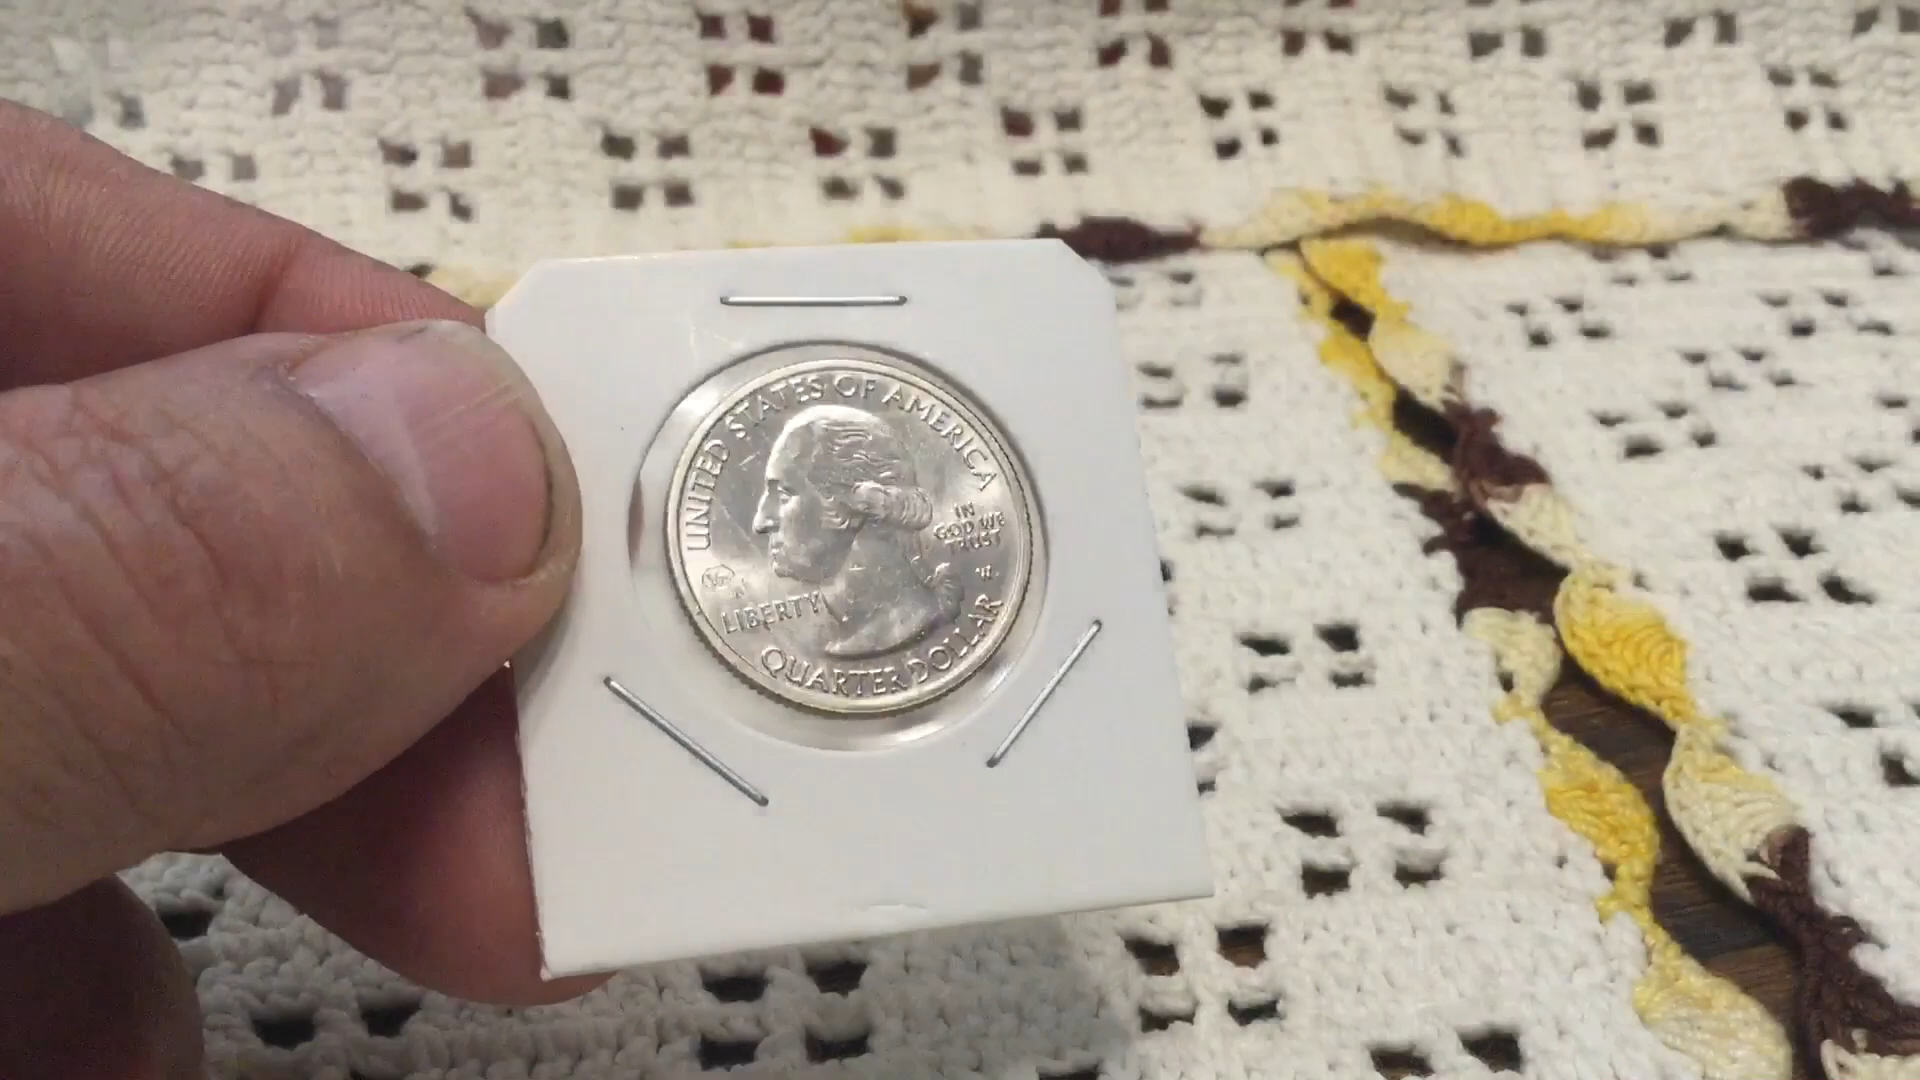 UNITED STATES OF AMERICA
IN
GOD WE
TRUST
W
LIBERTY
QUARTER DOLLAR